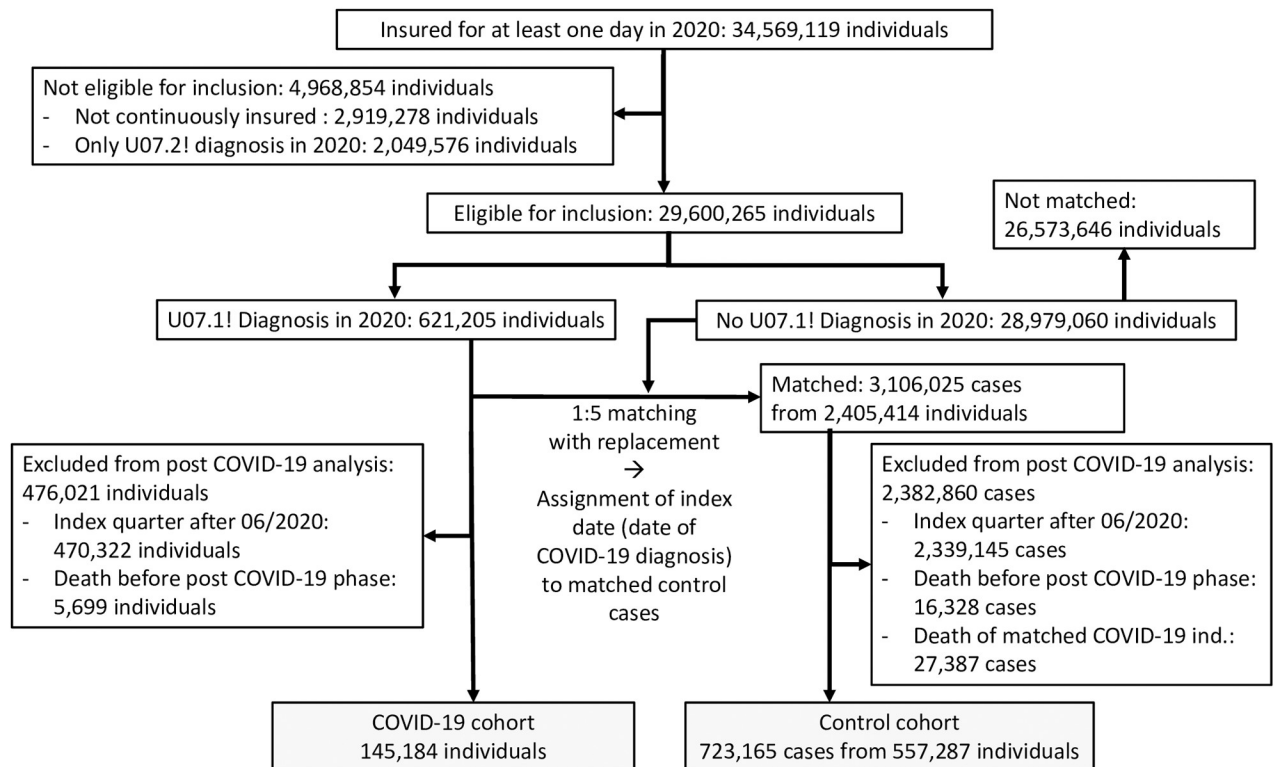 Insured for at least one day in 2020: 34,569,119 individuals
Not eligible for inclusion: 4,968,854 individuals
- Not continuously insured : 2,919,278 individuals
- Only U07.2! diagnosis in 2020: 2,049,576 individuals
Eligible for inclusion: 29,600,265 individuals
Not matched:
26,573,646 individuals
U07.1! Diagnosis in 2020: 621,205 individuals
No U07.1! Diagnosis in 2020: 28,979,060 individuals
Matched: 3,106,025 cases
from 2,405,414 individuals
1:5 matching
with replacement
→
Assignment of index
date (date of
COVID-19 diagnosis)
to matched control
cases
Excluded from post COVID-19 analysis:
476,021 individuals
- Index quarter after 06/2020:
470,322 individuals
- Death before post COVID-19 phase:
5,699 individuals
Excluded from post COVID-19 analysis:
2,382,860 cases
- Index quarter after 06/2020:
2,339,145 cases
- Death before post COVID-19 phase:
16,328 cases
- Death of matched COVID-19 ind.:
27,387 cases
COVID-19 cohort
145,184 individuals
Control cohort
723,165 cases from 557,287 individuals